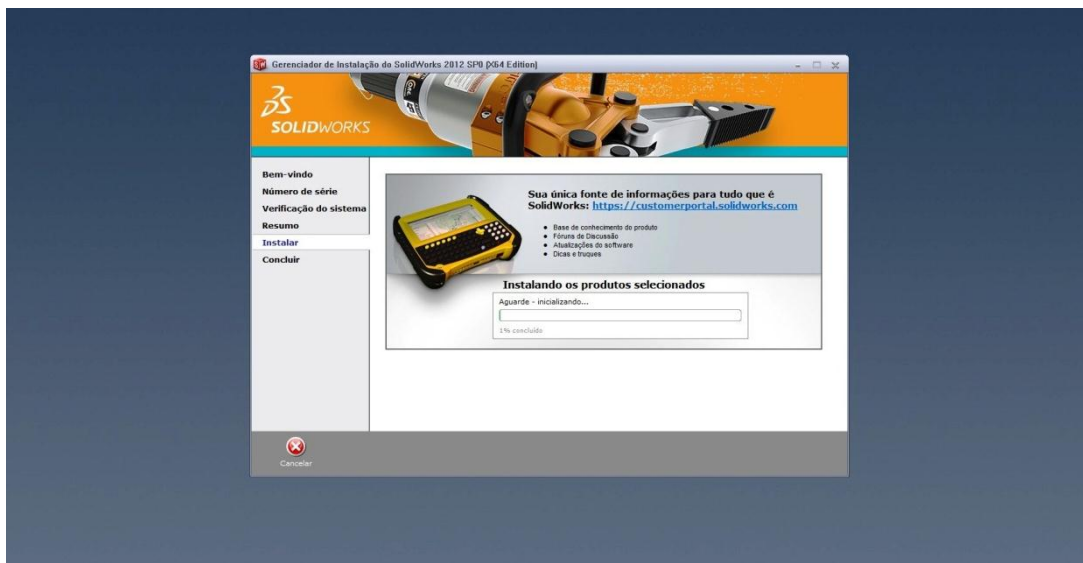 Gerenciador de Instalação do SolidWorks 2012 SP0 (X64 Edition)
SOLIDWORKS
Bem-vindo
Número de série
Verificação do sistema
Resumo
Instalar
Concluir
Sua única fonte de informações para tudo que é
SolidWorks: https://customerportal.solidworks.com
Base de conhecimento do produto
Fóruns de Discussão
Atualizações do software
Dicas e truques
Instalando os produtos selecionados
Aguarde - inicializando...
1% concluído
Cancelar